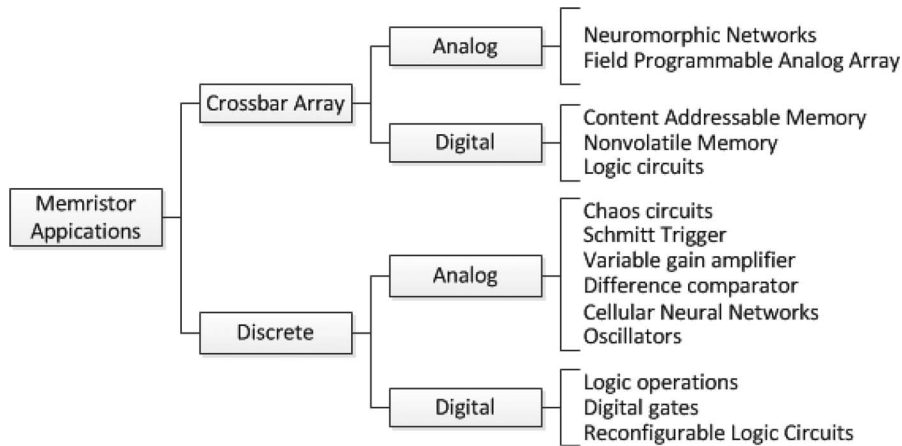 Memristor
Appications
Crossbar Array
Analog
Neuromorphic Networks
Field Programmable Analog Array
Digital
Content Addressable Memory
Nonvolatile Memory
Logic circuits
Discrete
Analog
Chaos circuits
Schmitt Trigger
Variable gain amplifier
Difference comparator
Cellular Neural Networks
Oscillators
Digital
Logic operations
Digital gates
Reconfigurable Logic Circuits